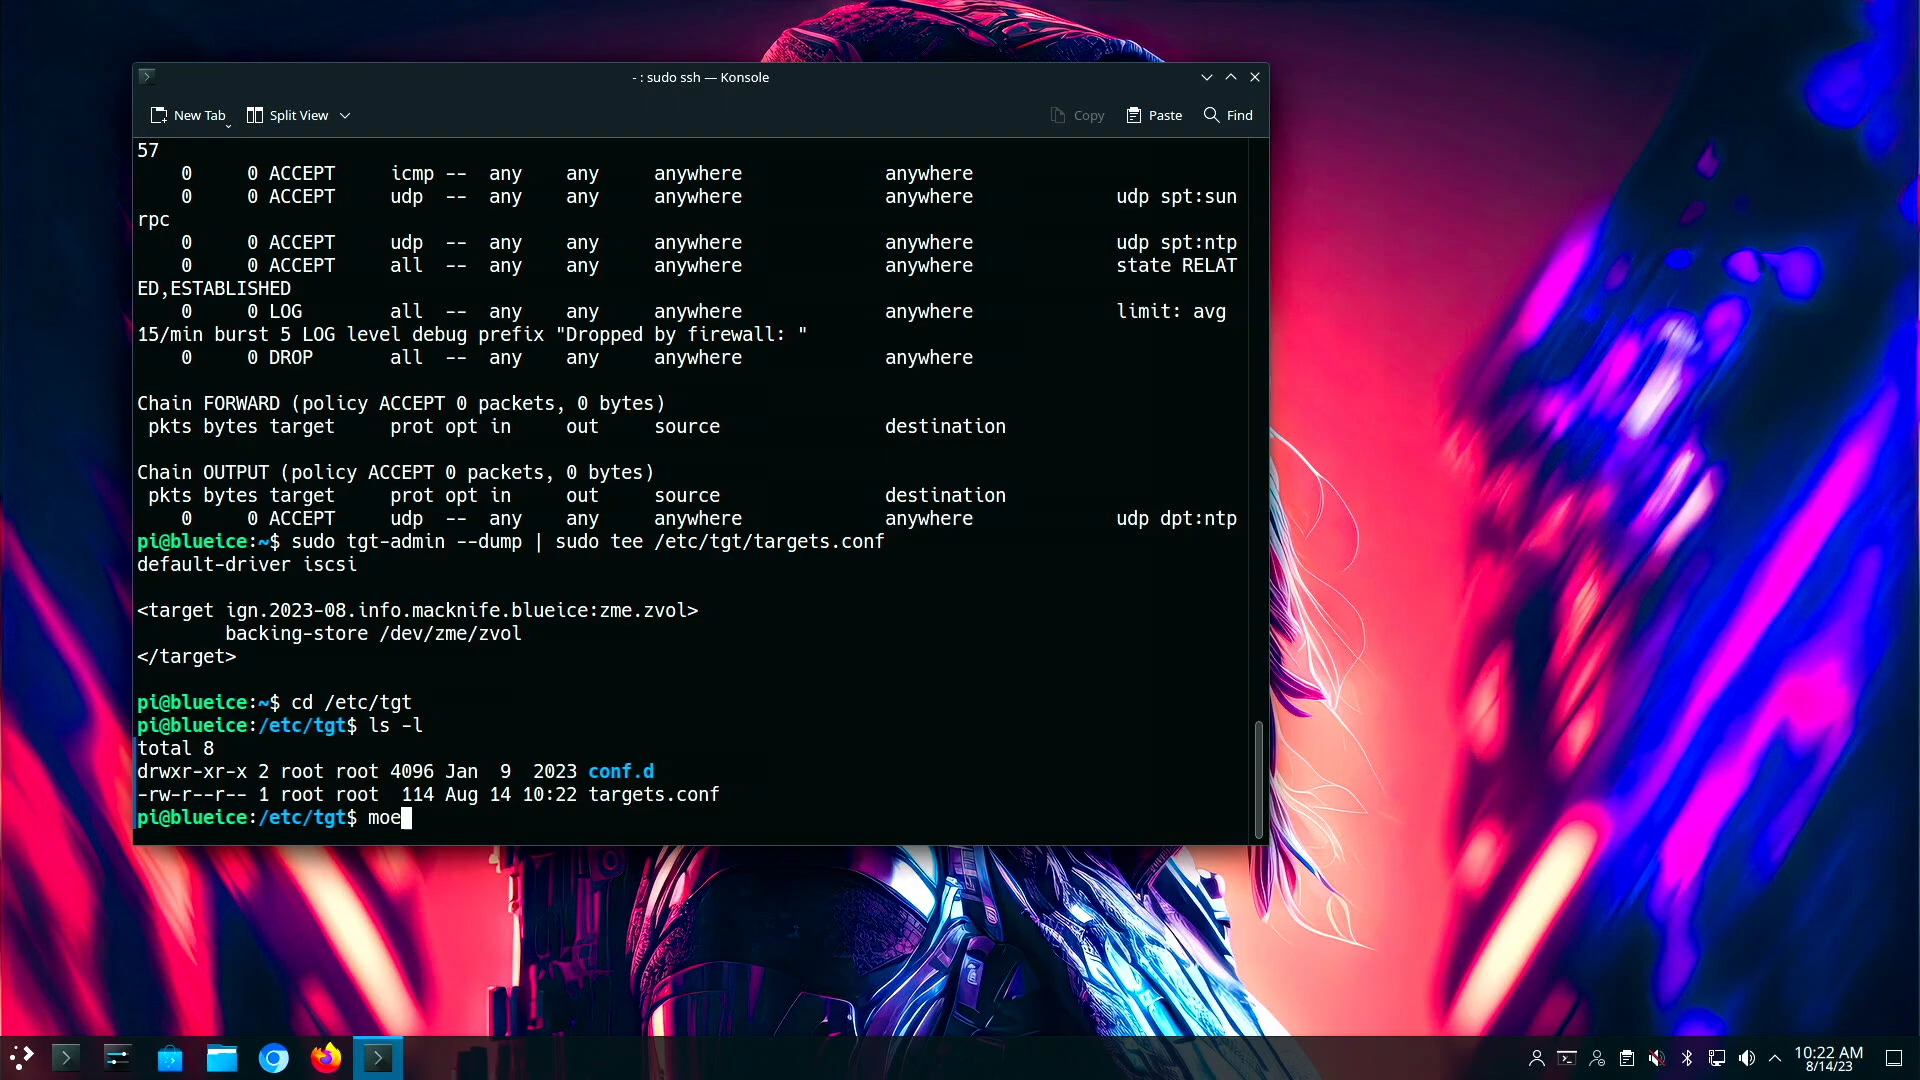 - : sudo ssh — Konsole
New Tab Split View Copy Paste Find
57
0 0 ACCEPT icmp -- any any anywhere anywhere
0 0 ACCEPT udp -- any any anywhere anywhere udp spt:sun
rpc
0 0 ACCEPT udp -- any any anywhere anywhere udp spt:ntp
0 0 ACCEPT all -- any any anywhere anywhere state RELAT
ED,ESTABLISHED
0 0 LOG all -- any any anywhere anywhere limit: avg
15/min burst 5 LOG level debug prefix "Dropped by firewall: "
0 0 DROP all -- any any anywhere anywhere
Chain FORWARD (policy ACCEPT 0 packets, 0 bytes)
pkts bytes target prot opt in out source destination
Chain OUTPUT (policy ACCEPT 0 packets, 0 bytes)
pkts bytes target prot opt in out source destination
0 0 ACCEPT udp -- any any anywhere anywhere udp dpt:ntp
pi@blueice:~$ sudo tgt-admin --dump | sudo tee /etc/tgt/targets.conf
default-driver iscsi
<target ign.2023-08.info.macknife.blueice:zme.zvol>
backing-store /dev/zme/zvol
</target>
pi@blueice:~$ cd /etc/tgt
pi@blueice:/etc/tgt$ ls -l
total 8
drwxr-xr-x 2 root root 4096 Jan 9 2023 conf.d
-rw-r--r-- 1 root root 114 Aug 14 10:22 targets.conf
pi@blueice:/etc/tgt$ moe
10:22 AM
8/14/23